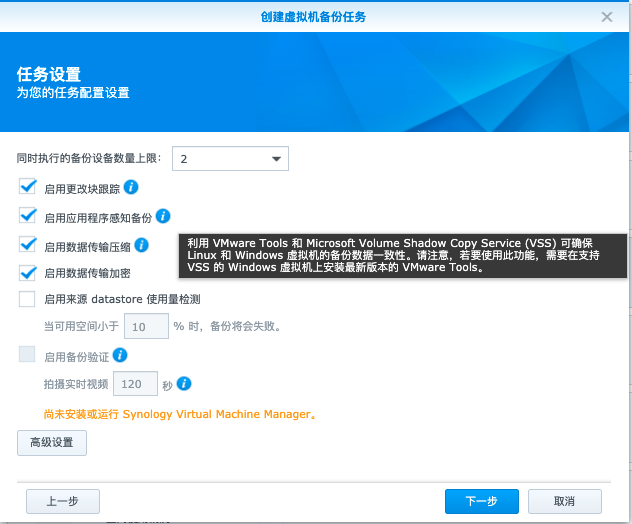 创建虚拟机备份任务
任务设置
为您的任务配置设置
同时执行的备份设备数量上限： 2
启用更改块跟踪
启用应用程序感知备份
利用 VMware Tools 和 Microsoft Volume Shadow Copy Service (VSS) 可确保
Linux 和 Windows 虚拟机的备份数据一致性。请注意，若要使用此功能，需要在支持
VSS 的 Windows 虚拟机上安装最新版本的 VMware Tools。
启用数据传输压缩
启用数据传输加密
启用来源 datastore 使用量检测
当可用空间小于 10 % 时，备份将会失败。
启用备份验证
拍摄实时视频 120 秒
尚未安装或运行 Synology Virtual Machine Manager。
高级设置
上一步 下一步 取消